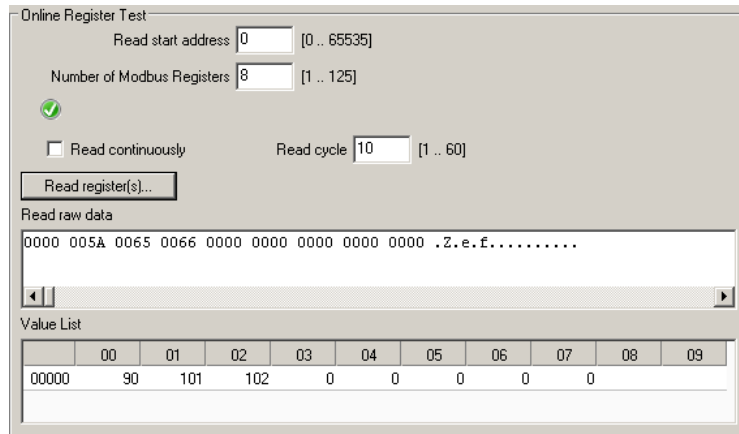 Online Register Test
Read start address 0 [0 .. 65535]
Number of Modbus Registers 8 [1 .. 125]
Read continuously Read cycle 10 [1 .. 60]
Read register(s)...
Read raw data
0000 005A 0065 0066 0000 0000 0000 0000 0000 .Z.e.f..........
Value List
00 01 02 03 04 05 06 07 08 09
00000 90 101 102 0 0 0 0 0